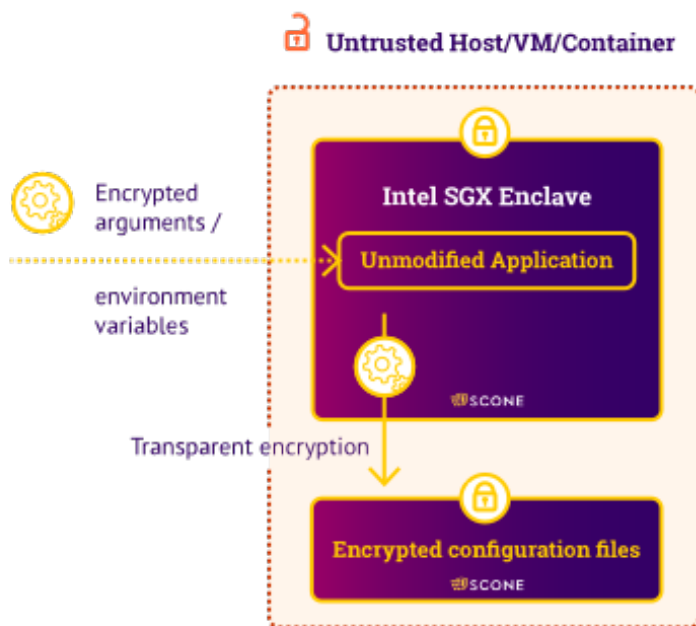 Untrusted Host/VM/Container
Intel SGX Enclave
Encrypted
arguments /
Unmodified Application
environment
variables
SCONE
Transparent encryption
Encrypted configuration files
SCONE